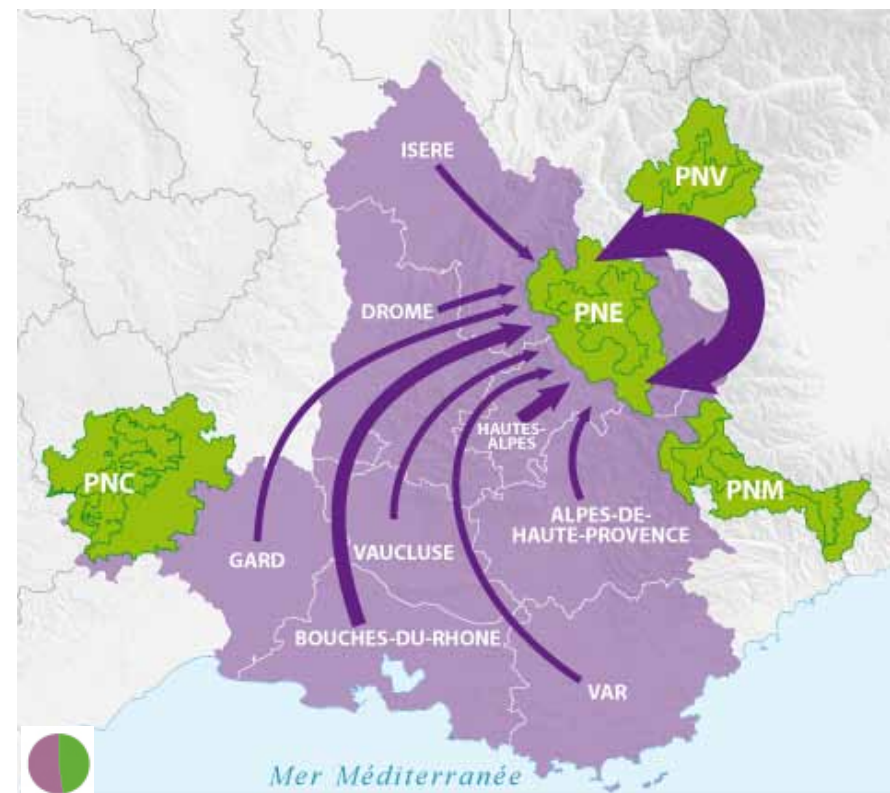 ISERE
PNV
DROME
PNE
HAUTES-
ALPES
PNC
PNM
GARD
VAUCLUSE
ALPES-DE-
HAUTE-PROVENCE
BOUCHES-DU-RHONE
VAR
Mer Méditerranée